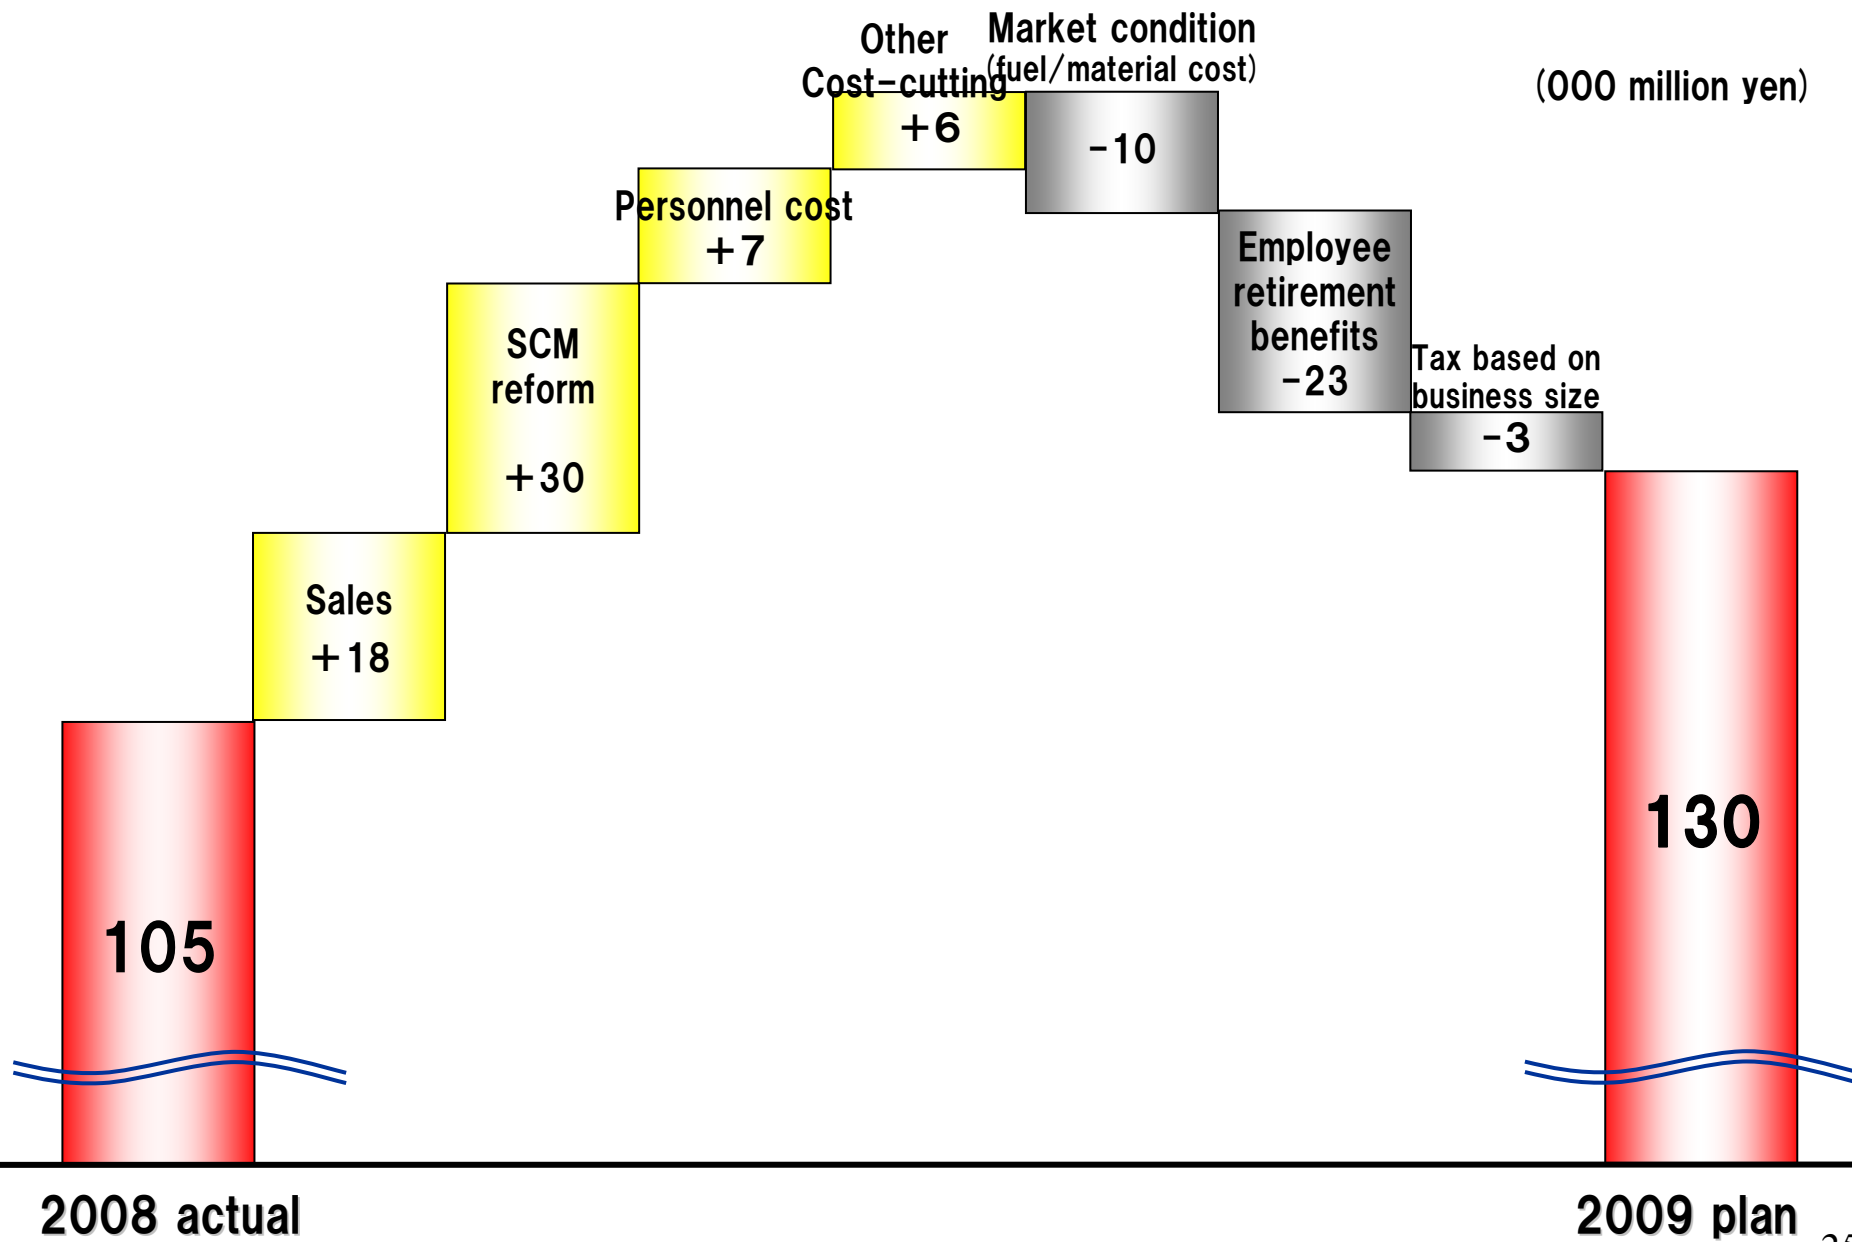 (000 million yen)
105
2008 actual
Sales
+18
SCM
reform
+30
Personnel cost
+7
Other
Cost-cutting
+6
Market condition
(fuel/material cost)
-10
Employee
retirement
benefits
-23
Tax based on
business size
-3
130
2009 plan